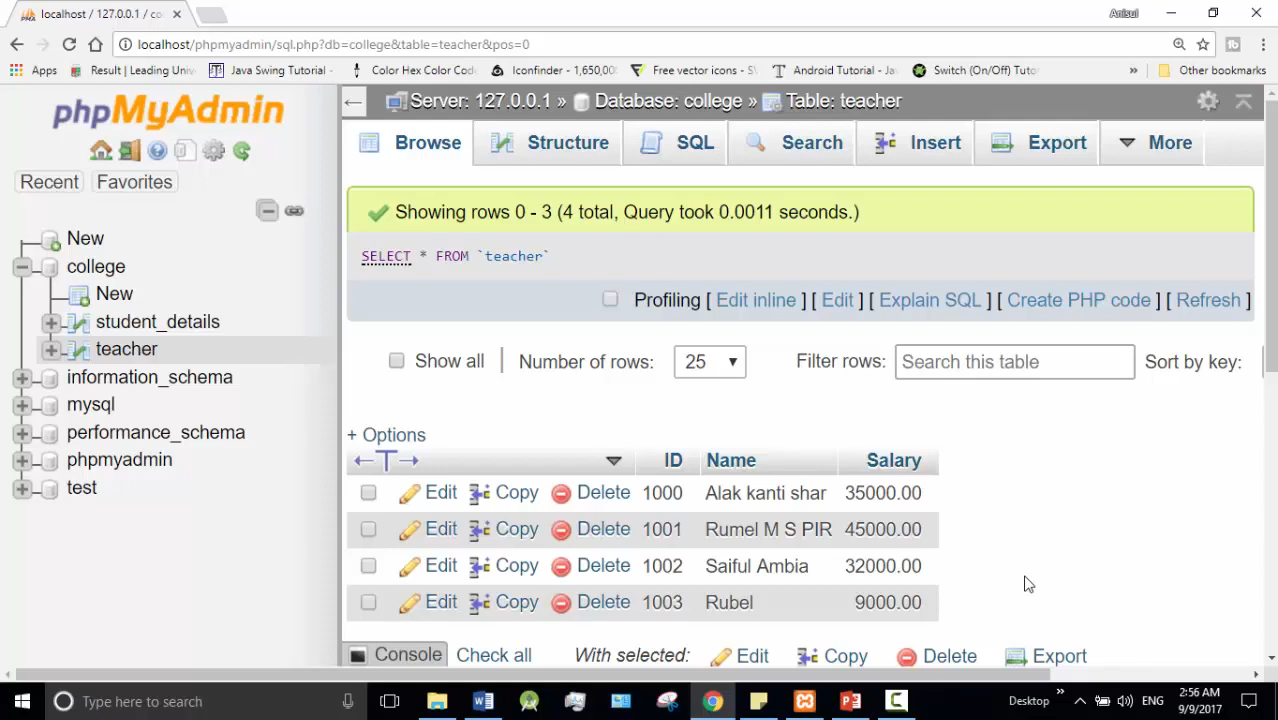 localhost / 127.0.0.1 / co
Anisul
localhost/phpmyadmin/sql.php?db=college&table=teacher&pos=0
Apps Result | Leading Univ Java Swing Tutorial - Color Hex Color Code Iconfinder - 1,650,00 Free vector icons - SV Android Tutorial - Ja Switch (On/Off) Tuto » Other bookmarks
phpMyAdmin
Recent Favorites
New
college
New
student_details
teacher
information_schema
mysql
performance_schema
phpmyadmin
test
Server: 127.0.0.1 » Database: college » Table: teacher
Browse Structure SQL Search Insert Export More
Showing rows 0 - 3 (4 total, Query took 0.0011 seconds.)
SELECT * FROM `teacher`
Profiling [ Edit inline ] [ Edit ] [ Explain SQL ] [ Create PHP code ] [ Refresh ]
Show all Number of rows: 25 Filter rows: Search this table Sort by key:
+ Options
←T→ ID Name Salary
Edit Copy Delete 1000 Alak kanti shar 35000.00
Edit Copy Delete 1001 Rumel M S PIR 45000.00
Edit Copy Delete 1002 Saiful Ambia 32000.00
Edit Copy Delete 1003 Rubel 9000.00
Console Check all With selected: Edit Copy Delete Export
Type here to search
Desktop » ENG
2:56 AM
9/9/2017